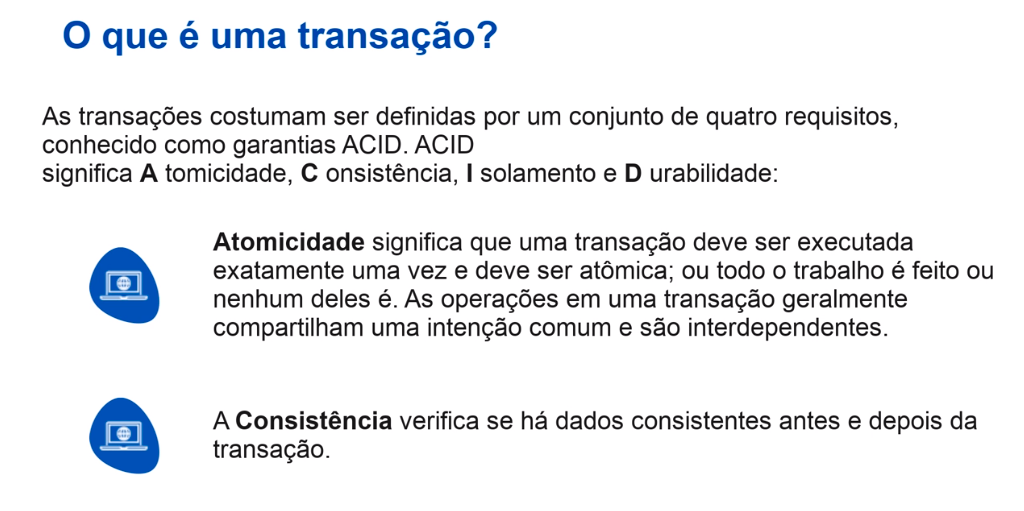 O que é uma transação?
As transações costumam ser definidas por um conjunto de quatro requisitos,
conhecido como garantias ACID. ACID
significa A tomicidade, C onsistência, I solamento e D urabilidade:
Atomicidade significa que uma transação deve ser executada
exatamente uma vez e deve ser atômica; ou todo o trabalho é feito ou
nenhum deles é. As operações em uma transação geralmente
compartilham uma intenção comum e são interdependentes.
A Consistência verifica se há dados consistentes antes e depois da
transação.